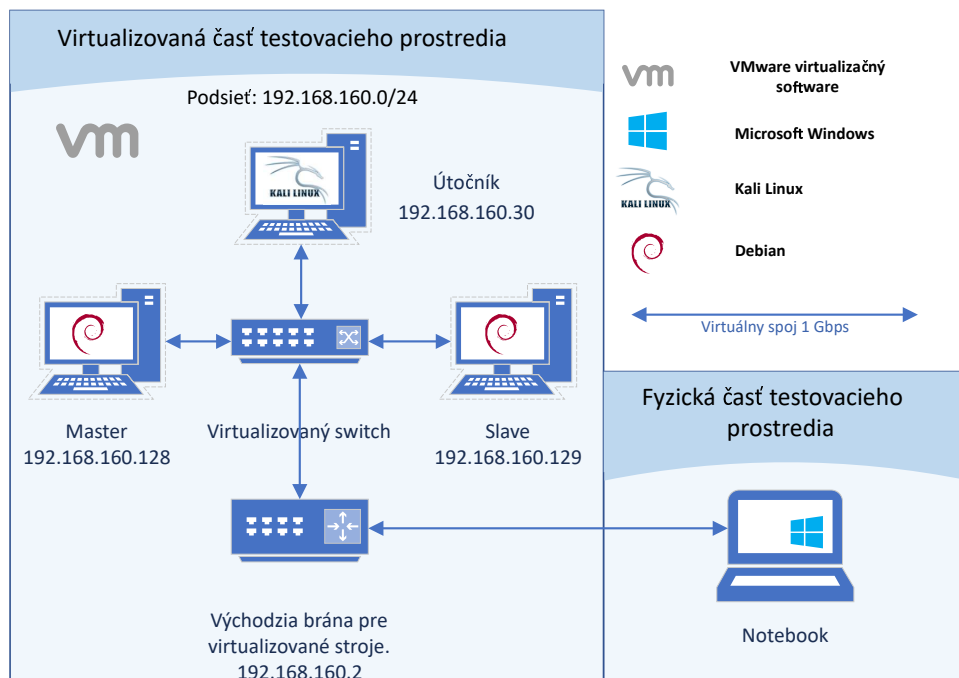 Virtualizovaná časť testovacieho prostredia
Podsieť: 192.168.160.0/24
vm
KALI LINUX
Útočník
192.168.160.30
Master
192.168.160.128
Virtualizovaný switch
Slave
192.168.160.129
Východzia brána pre
virtualizované stroje.
192.168.160.2
vm
VMware virtualizačný
software
Microsoft Windows
KALI LINUX
Kali Linux
Debian
Virtuálny spoj 1 Gbps
Fyzická časť testovacieho
prostredia
Notebook